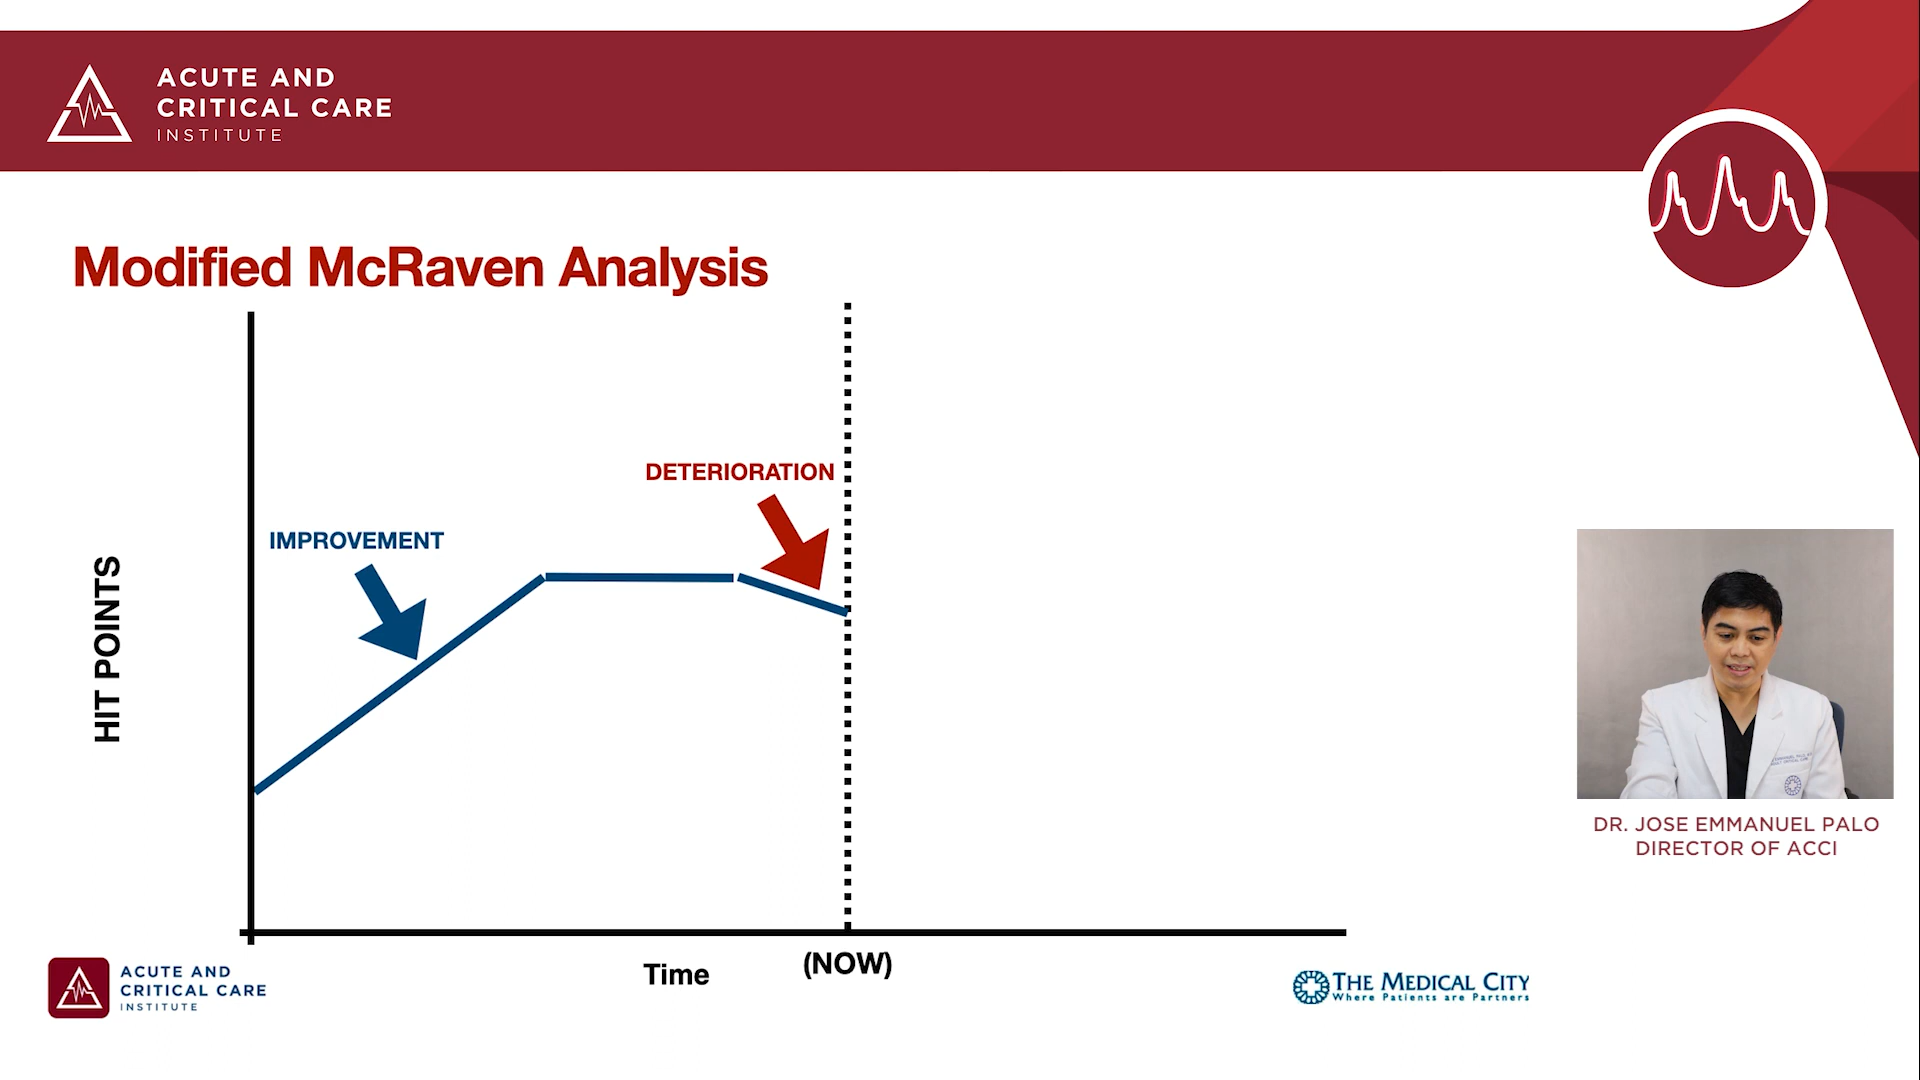 ACUTE AND
CRITICAL CARE
INSTITUTE
Modified McRaven Analysis
DETERIORATION
IMPROVEMENT
HIT POINTS
Time
(NOW)
DR. JOSE EMMANUEL PALO
DIRECTOR OF ACCI
ACUTE AND
CRITICAL CARE
INSTITUTE
THE MEDICAL CITY
Where Patients are Partners